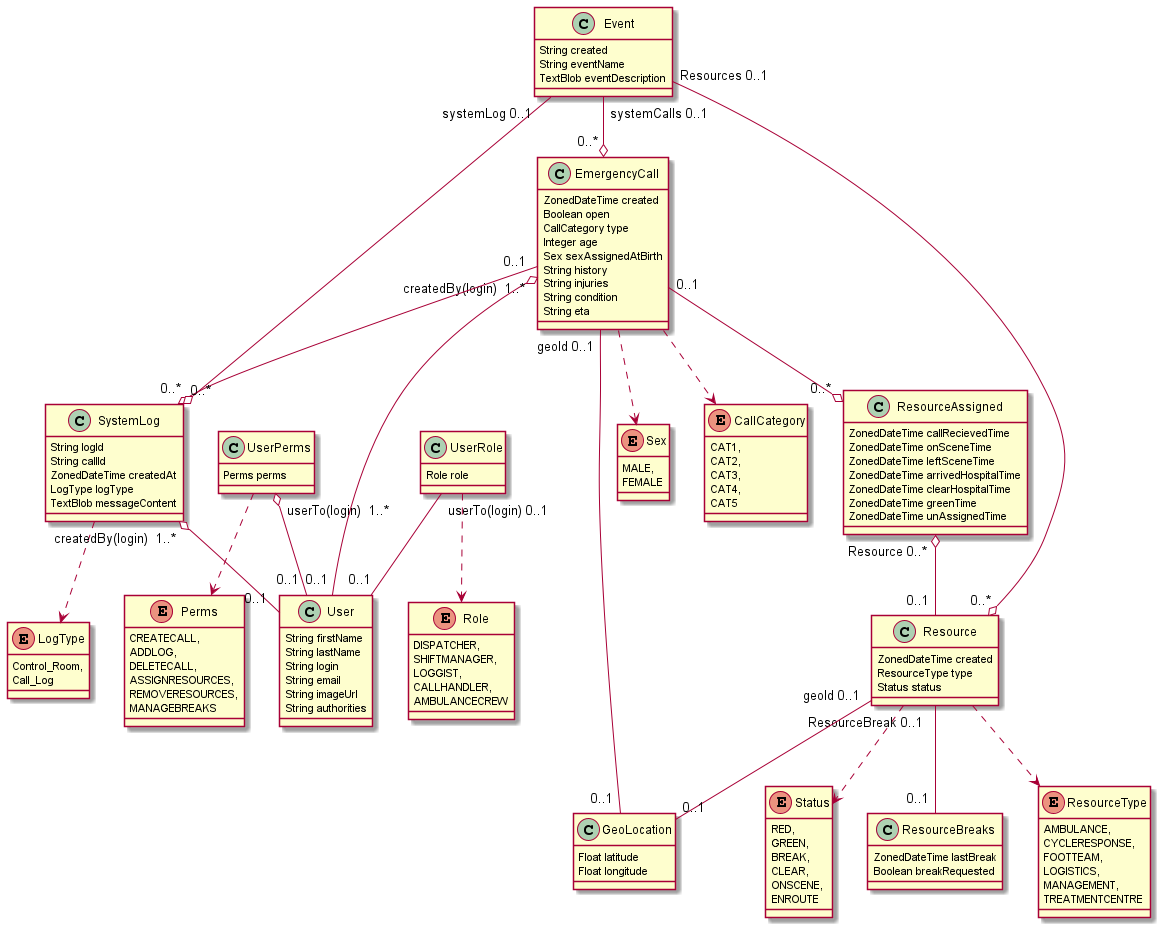 C Event
String created
String eventName
TextBlob eventDescription
Resources 0..1
systemLog 0..1
systemCalls 0..1
0..*
C EmergencyCall
ZonedDateTime created
Boolean open
CallCategory type
Integer age
Sex sexAssignedAtBirth
String history
String injuries
String condition
String eta
0..1
createdBy(login) 1..*
0..1
geoId 0..1
0..*
0..*
0..*
C SystemLog
String logId
String callId
ZonedDateTime createdAt
LogType logType
TextBlob messageContent
C UserPerms
Perms perms
C UserRole
Role role
E Sex
MALE,
FEMALE
E CallCategory
CAT1,
CAT2,
CAT3,
CAT4,
CAT5
C ResourceAssigned
ZonedDateTime callRecievedTime
ZonedDateTime onSceneTime
ZonedDateTime leftSceneTime
ZonedDateTime arrivedHospitalTime
ZonedDateTime clearHospitalTime
ZonedDateTime greenTime
ZonedDateTime unAssignedTime
createdBy(login) 1..*
userTo(login) 1..*
userTo(login) 0..1
Resource 0..*
0..1
0..1
0..1
0..1
0..1
0..*
E LogType
Control_Room,
Call_Log
E Perms
CREATECALL,
ADDLOG,
DELETECALL,
ASSIGNRESOURCES,
REMOVERESOURCES,
MANAGEBREAKS
C User
String firstName
String lastName
String login
String email
String imageUrl
String authorities
E Role
DISPATCHER,
SHIFTMANAGER,
LOGGIST,
CALLHANDLER,
AMBULANCECREW
C Resource
ZonedDateTime created
ResourceType type
Status status
geoId 0..1
ResourceBreak 0..1
0..1
0..1
0..1
C GeoLocation
Float latitude
Float longitude
E Status
RED,
GREEN,
BREAK,
CLEAR,
ONSCENE,
ENROUTE
C ResourceBreaks
ZonedDateTime lastBreak
Boolean breakRequested
E ResourceType
AMBULANCE,
CYCLERESPONSE,
FOOTTEAM,
LOGISTICS,
MANAGEMENT,
TREATMENTCENTRE